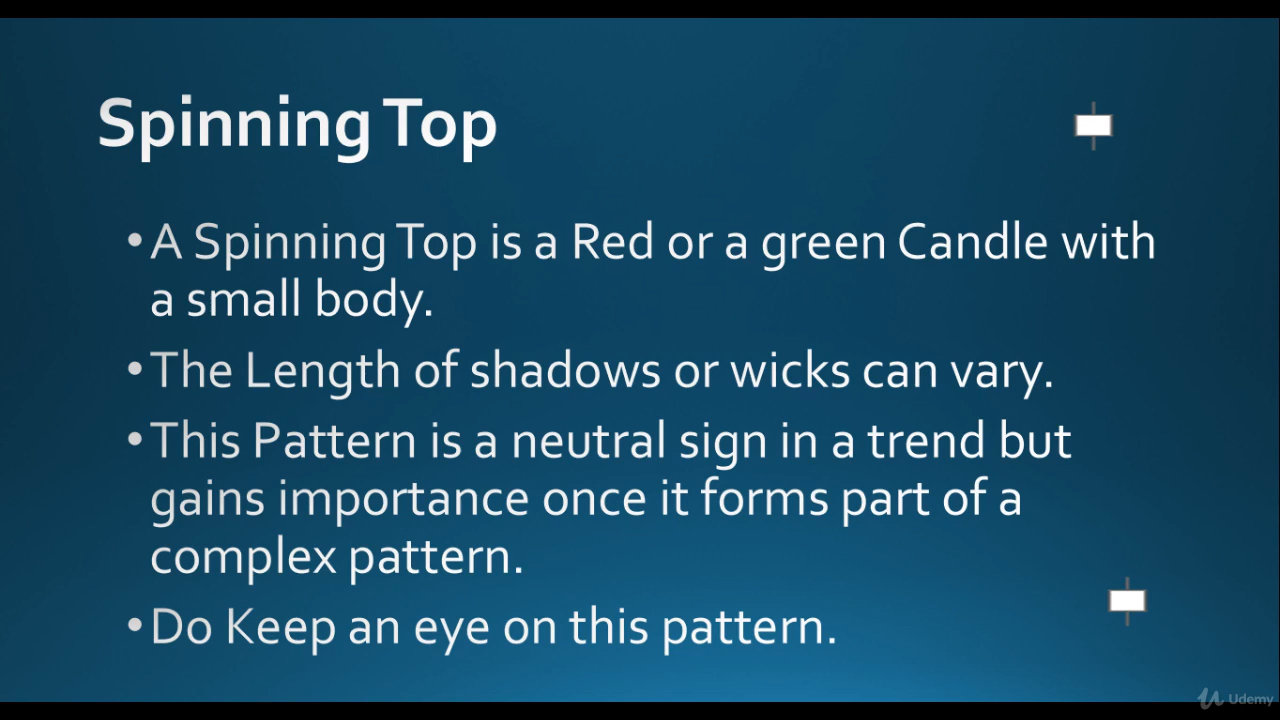 Spinning Top
•A Spinning Top is a Red or a green Candle with
a small body.
•The Length of shadows or wicks can vary.
•This Pattern is a neutral sign in a trend but
gains importance once it forms part of a
complex pattern.
•Do Keep an eye on this pattern.
Udemy